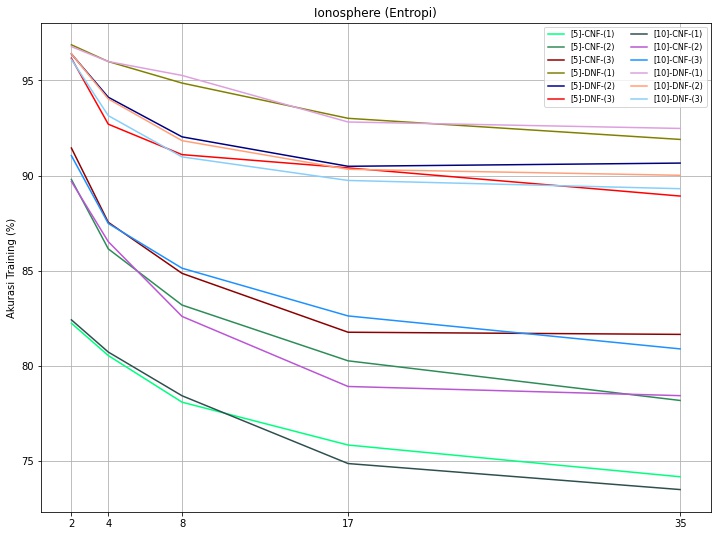 Ionosphere (Entropi)
[5]-CNF-(1)
[5]-CNF-(2)
[5]-CNF-(3)
[5]-DNF-(1)
[5]-DNF-(2)
[5]-DNF-(3)
[10]-CNF-(1)
[10]-CNF-(2)
[10]-CNF-(3)
[10]-DNF-(1)
[10]-DNF-(2)
[10]-DNF-(3)
Akurasi Training (%)
95
90
85
80
75
2 4 8 17 35